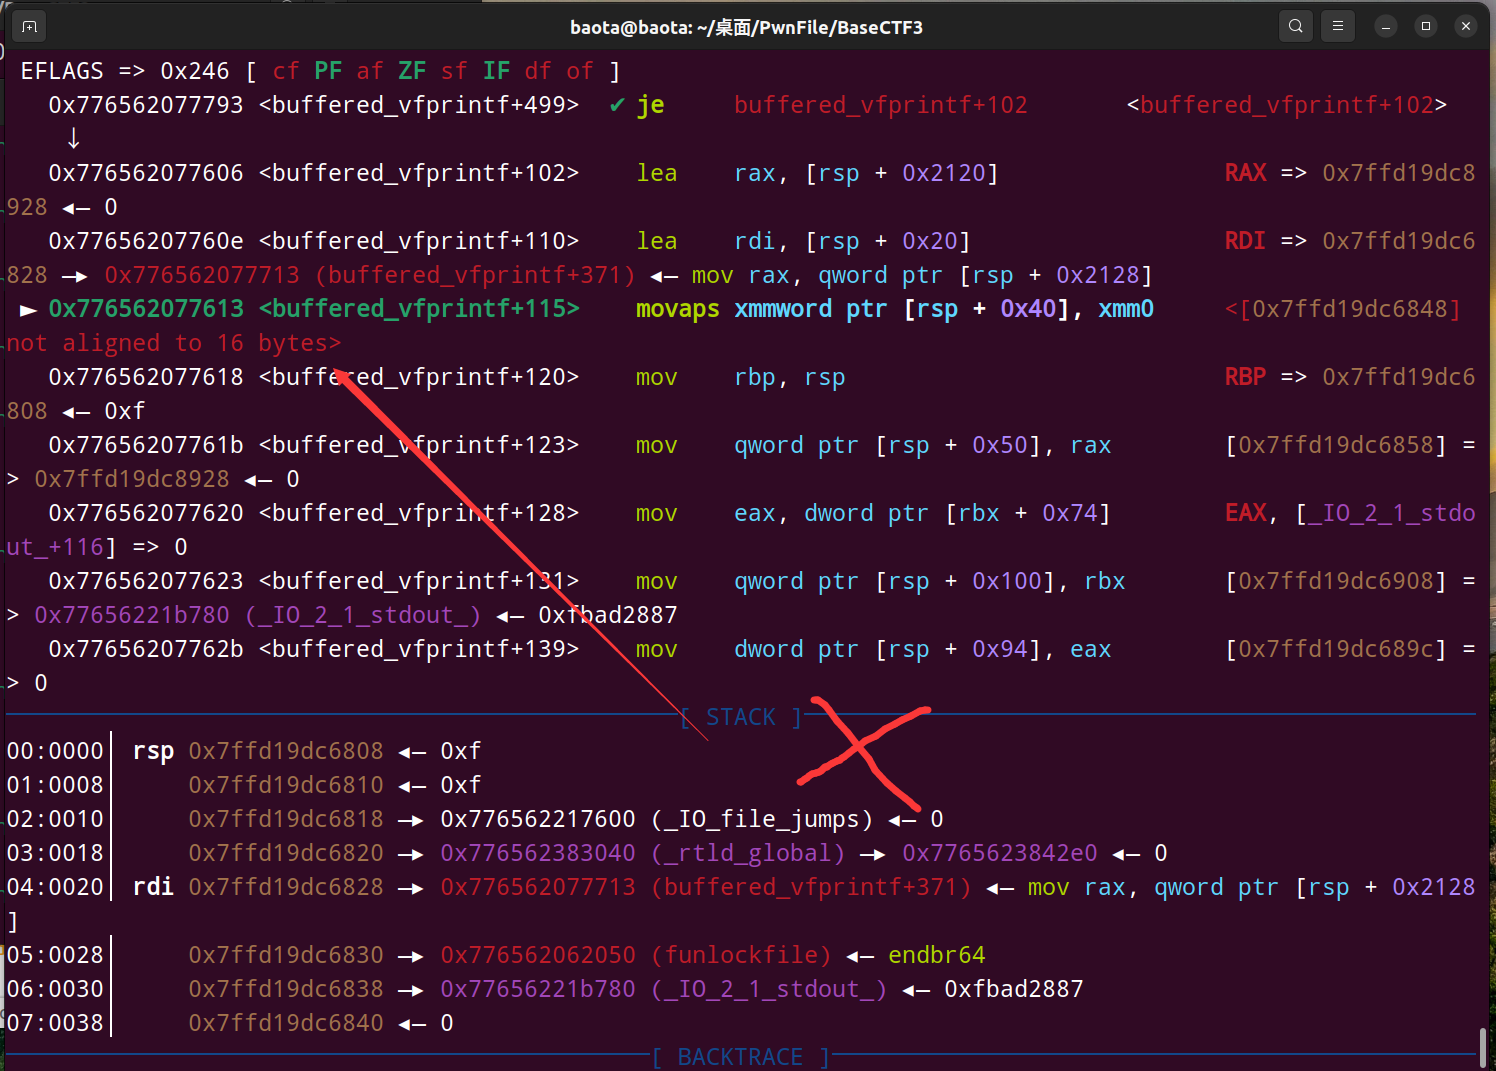 baota@baota: ~/桌面/PwnFile/BaseCTF3
EFLAGS => 0x246 [ cf PF af ZF sf IF df of ]
0x776562077793 <buffered_vfprintf+499> ✔ je buffered_vfprintf+102 <buffered_vfprintf+102>
↓
0x776562077606 <buffered_vfprintf+102> lea rax, [rsp + 0x2120] RAX => 0x7ffd19dc8
928 ◂— 0
0x77656207760e <buffered_vfprintf+110> lea rdi, [rsp + 0x20] RDI => 0x7ffd19dc6
828 —▸ 0x776562077713 (buffered_vfprintf+371) ◂— mov rax, qword ptr [rsp + 0x2128]
► 0x776562077613 <buffered_vfprintf+115> movaps xmmword ptr [rsp + 0x40], xmm0 <[0x7ffd19dc6848]
not aligned to 16 bytes>
0x776562077618 <buffered_vfprintf+120> mov rbp, rsp RBP => 0x7ffd19dc6
808 ◂— 0xf
0x77656207761b <buffered_vfprintf+123> mov qword ptr [rsp + 0x50], rax [0x7ffd19dc6858] =
> 0x7ffd19dc8928 ◂— 0
0x776562077620 <buffered_vfprintf+128> mov eax, dword ptr [rbx + 0x74] EAX, [_IO_2_1_stdo
ut_+116] => 0
0x776562077623 <buffered_vfprintf+131> mov qword ptr [rsp + 0x100], rbx [0x7ffd19dc6908] =
> 0x77656221b780 (_IO_2_1_stdout_) ◂— 0xfbad2887
0x77656207762b <buffered_vfprintf+139> mov dword ptr [rsp + 0x94], eax [0x7ffd19dc689c] =
> 0
[ STACK ]
00:0000│ rsp 0x7ffd19dc6808 ◂— 0xf
01:0008│ 0x7ffd19dc6810 ◂— 0xf
02:0010│ 0x7ffd19dc6818 —▸ 0x776562217600 (_IO_file_jumps) ◂— 0
03:0018│ 0x7ffd19dc6820 —▸ 0x776562383040 (_rtld_global) —▸ 0x7765623842e0 ◂— 0
04:0020│ rdi 0x7ffd19dc6828 —▸ 0x776562077713 (buffered_vfprintf+371) ◂— mov rax, qword ptr [rsp + 0x2128
]
05:0028│ 0x7ffd19dc6830 —▸ 0x776562062050 (funlockfile) ◂— endbr64
06:0030│ 0x7ffd19dc6838 —▸ 0x77656221b780 (_IO_2_1_stdout_) ◂— 0xfbad2887
07:0038│ 0x7ffd19dc6840 ◂— 0
[ BACKTRACE ]